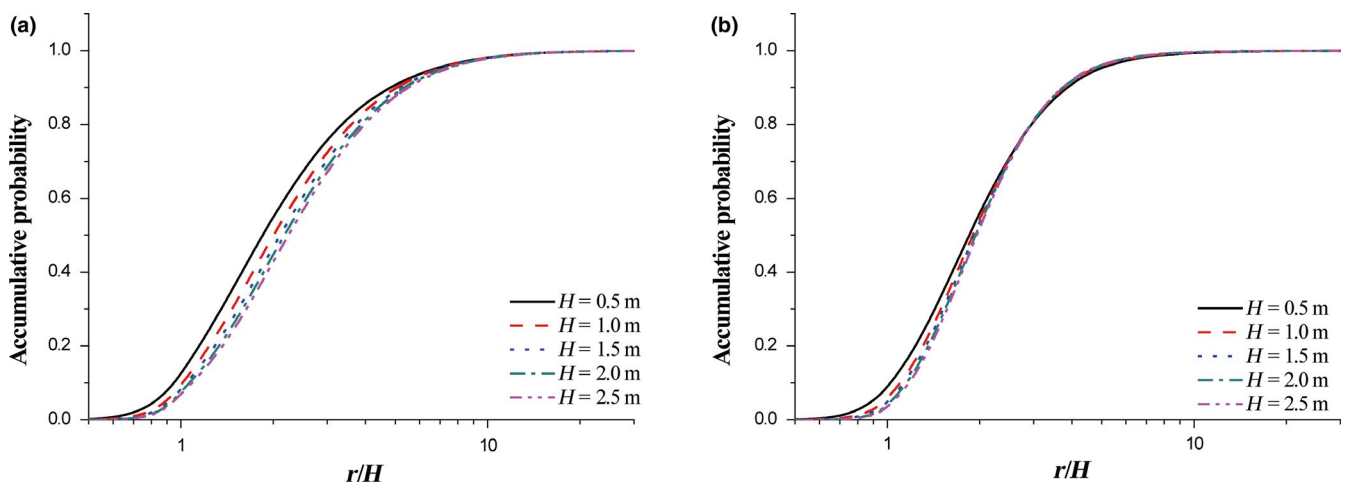 (a)
Accumulative probability
1.0
0.8
0.6
0.4
0.2
0.0
1
10
r/H
H = 0.5 m
H = 1.0 m
H = 1.5 m
H = 2.0 m
H = 2.5 m
(b)
Accumulative probability
1.0
0.8
0.6
0.4
0.2
0.0
1
10
r/H
H = 0.5 m
H = 1.0 m
H = 1.5 m
H = 2.0 m
H = 2.5 m